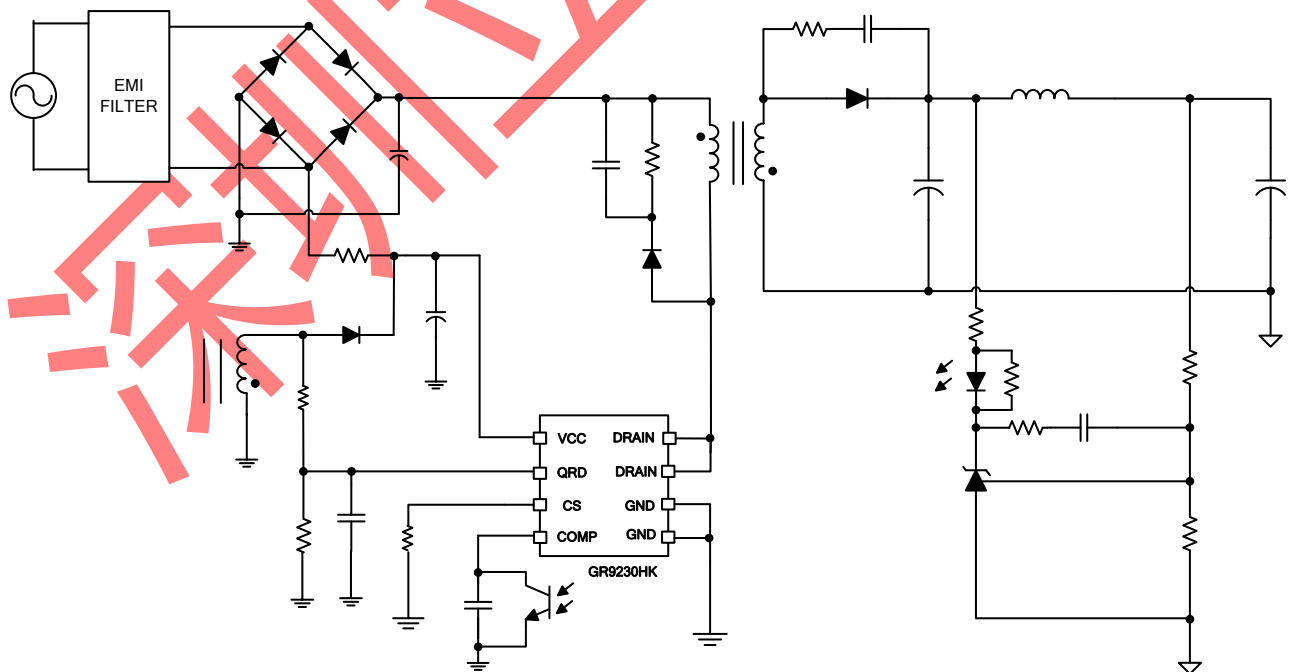 EMI
FILTER
VCC
DRAIN
QRD
DRAIN
CS
GND
COMP
GND
GR9230HK